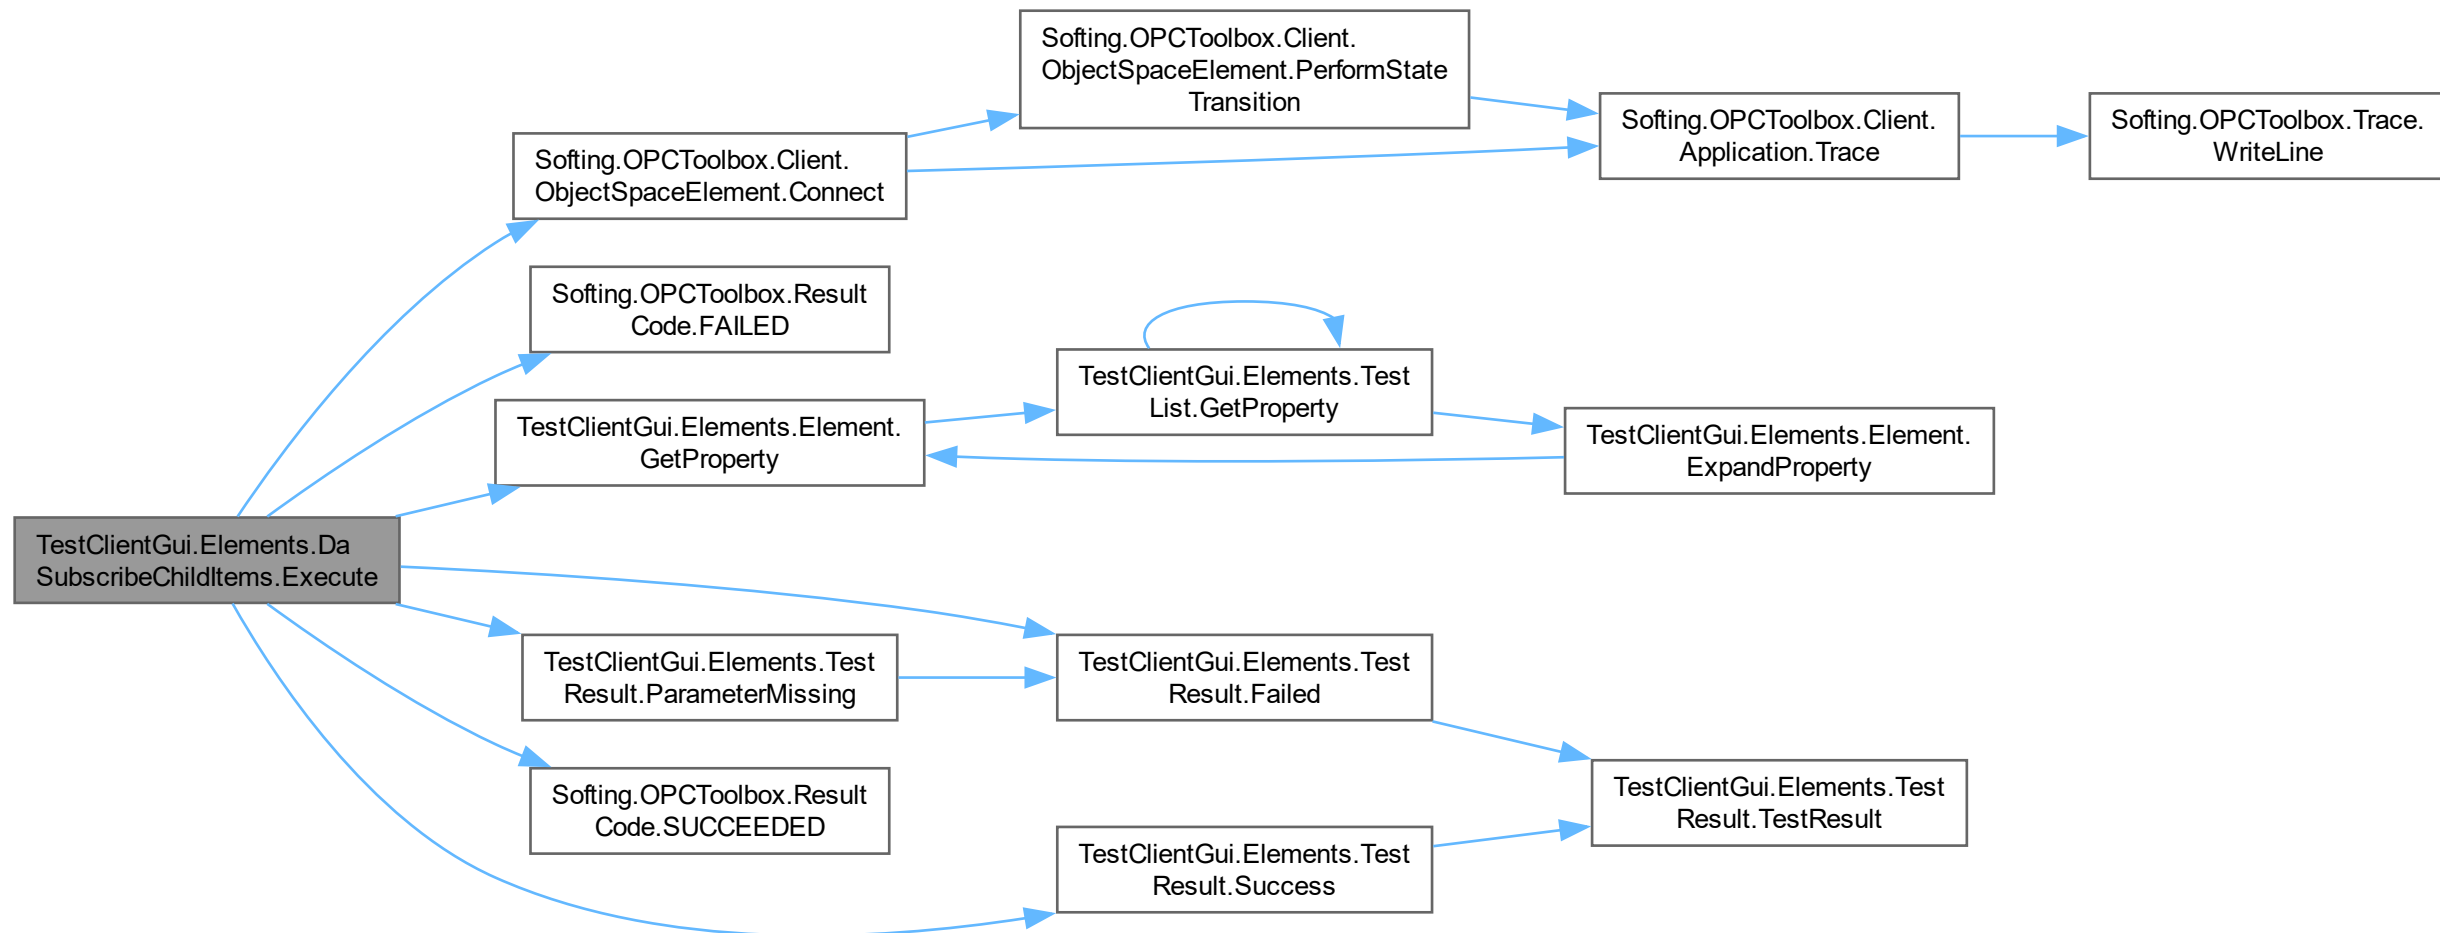 TestClientGui.Elements.Da
SubscribeChildItems.Execute
Softing.OPCToolbox.Client.
ObjectSpaceElement.Connect
Softing.OPCToolbox.Client.
ObjectSpaceElement.PerformState
Transition
Softing.OPCToolbox.Client.
Application.Trace
Softing.OPCToolbox.Trace.
WriteLine
Softing.OPCToolbox.Result
Code.FAILED
TestClientGui.Elements.Element.
GetProperty
TestClientGui.Elements.Test
List.GetProperty
TestClientGui.Elements.Element.
ExpandProperty
TestClientGui.Elements.Test
Result.ParameterMissing
TestClientGui.Elements.Test
Result.Failed
TestClientGui.Elements.Test
Result.TestResult
Softing.OPCToolbox.Result
Code.SUCCEEDED
TestClientGui.Elements.Test
Result.Success